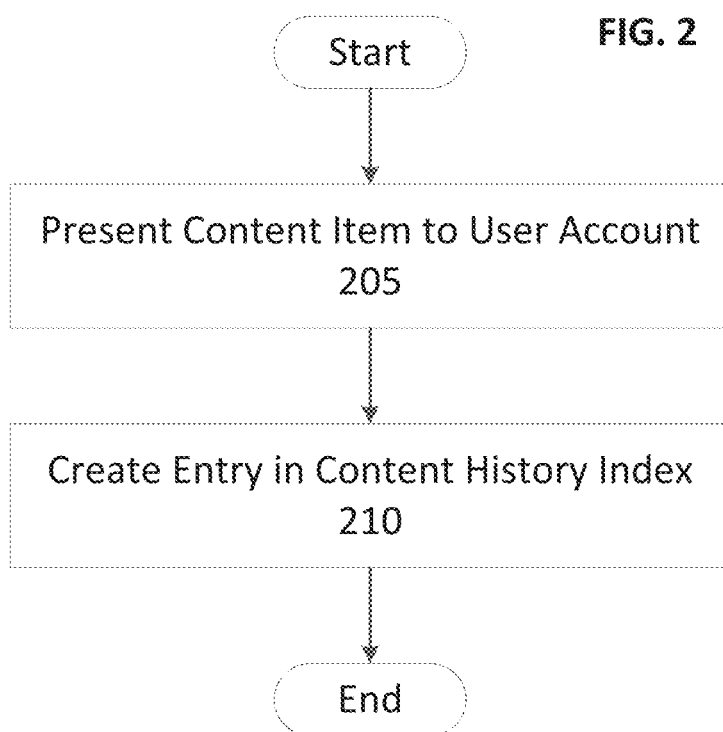 FIG. 2
Start
Present Content Item to User Account
205
Create Entry in Content History Index
210
End